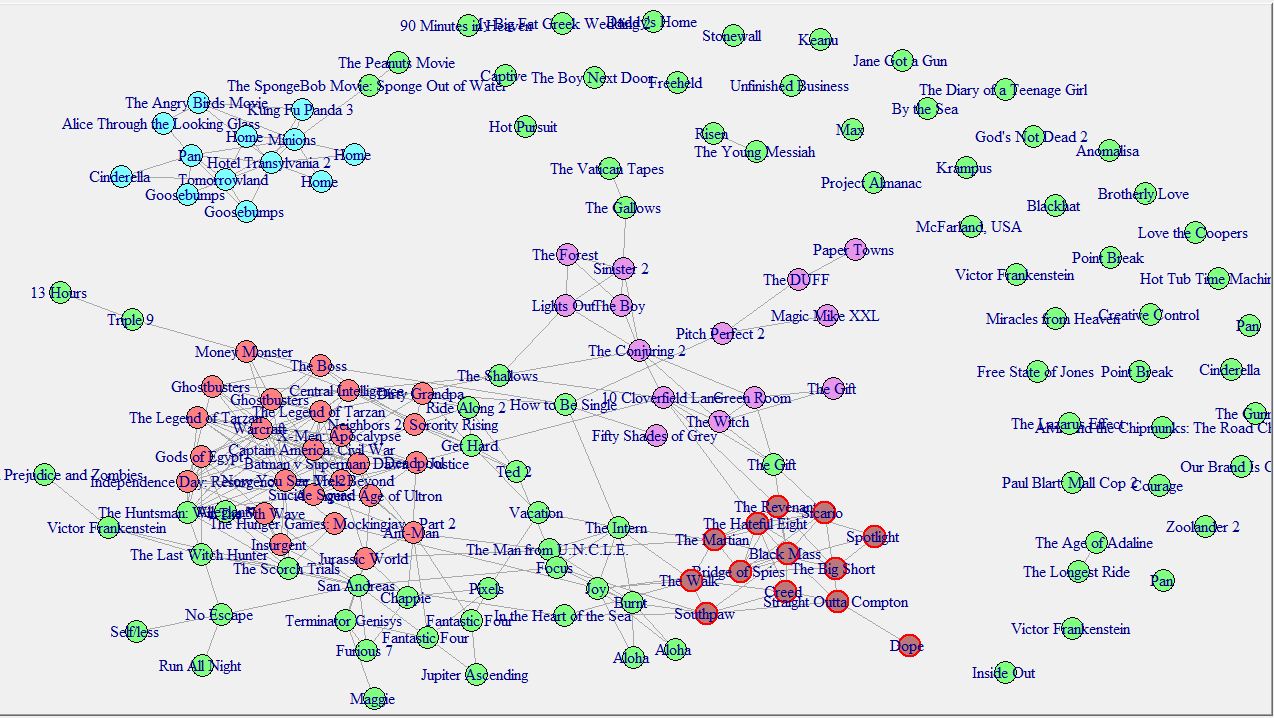 90 Minutes in Heaven
My Big Fat Greek Wedding 2
Daddy's Home
Stonewall
Keanu
Jane Got a Gun
The Peanuts Movie
The SpongeBob Movie: Sponge Out of Water
Captive
The Boy Next Door
Freeheld
Unfinished Business
The Diary of a Teenage Girl
By the Sea
The Angry Birds Movie
Kung Fu Panda 3
Alice Through the Looking Glass
Home
Minions
Hot Pursuit
Risen
The Young Messiah
Max
God's Not Dead 2
Anomalisa
Pan
Hotel Transylvania 2
Home
Cinderella
Tomorrowland
Home
Goosebumps
Goosebumps
The Vatican Tapes
Project Almanac
Krampus
Brotherly Love
The Gallows
Blackhat
McFarland, USA
Love the Coopers
The Forest
Sinister 2
Paper Towns
The DUFF
Point Break
Victor Frankenstein
Hot Tub Time Machin
13 Hours
Triple 9
Lights Out
The Boy
Magic Mike XXL
Pitch Perfect 2
Miracles from Heaven
Creative Control
Pan
Money Monster
The Boss
The Conjuring 2
The Shallows
Free State of Jones
Point Break
Cinderella
Ghostbusters
Ghostbusters
Central Intelligence
Dirty Grandpa
Ride Along 2
How to Be Single
10 Cloverfield Lane
Green Room
The Gift
The Legend of Tarzan
The Legend of Tarzan
Warcraft
Neighbors 2: Sorority Rising
The Witch
Fifty Shades of Grey
The Lazarus Effect
The Gun
Alvin and the Chipmunks: The Road Ch
X-Men: Apocalypse
Captain America: Civil War
Get Hard
Gods of Egypt
Batman v Superman: Dawn of Justice
Deadpool
Ted 2
The Gift
Our Brand Is C
Prejudice and Zombies
Independence Day: Resurgence
Now You See Me 2
Beyond
Suicide Squad
Age of Ultron
Paul Blart: Mall Cop 2
Courage
The Huntsman:
The 5th Wave
The Hunger Games: Mockingjay - Part 2
Vacation
The Revenant
Sicario
The Hateful Eight
Victor Frankenstein
Ant-Man
The Intern
The Martian
Spotlight
Zoolander 2
Insurgent
Jurassic World
The Last Witch Hunter
The Scorch Trials
The Man from U.N.C.L.E.
Focus
Black Mass
Bridge of Spies
The Big Short
The Age of Adaline
The Longest Ride
Pan
San Andreas
Chappie
Pixels
Joy
Burnt
The Walk
Creed
Straight Outta Compton
Southpaw
No Escape
Self/less
Terminator Genisys
Fantastic Four
Fantastic Four
In the Heart of the Sea
Victor Frankenstein
Run All Night
Furious 7
Jupiter Ascending
Aloha
Aloha
Dope
Inside Out
Maggie